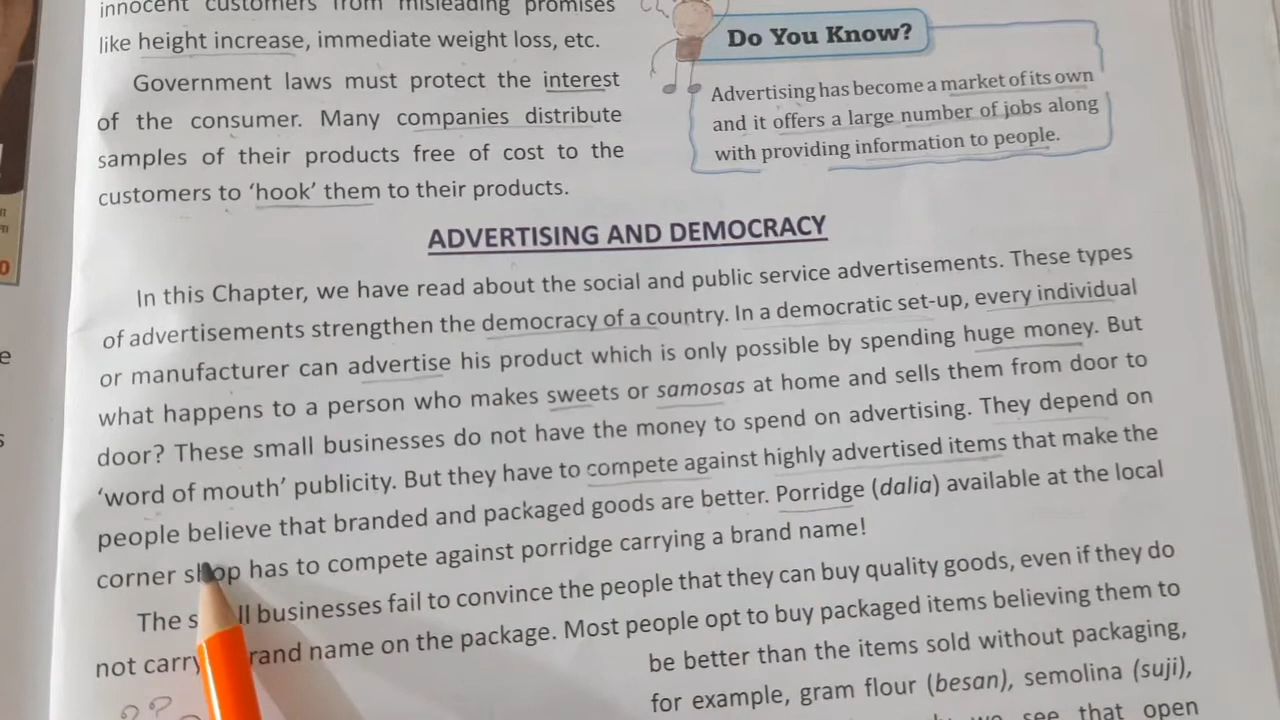 innocent customers from misleading promises
like height increase, immediate weight loss, etc.
Government laws must protect the interest
of the consumer. Many companies distribute
samples of their products free of cost to the
customers to ‘hook’ them to their products.
Do You Know?
Advertising has become a market of its own
and it offers a large number of jobs along
with providing information to people.
ADVERTISING AND DEMOCRACY
In this Chapter, we have read about the social and public service advertisements. These types
of advertisements strengthen the democracy of a country. In a democratic set-up, every individual
or manufacturer can advertise his product which is only possible by spending huge money. But
what happens to a person who makes sweets or samosas at home and sells them from door to
door? These small businesses do not have the money to spend on advertising. They depend on
‘word of mouth’ publicity. But they have to compete against highly advertised items that make the
people believe that branded and packaged goods are better. Porridge (dalia) available at the local
corner shop has to compete against porridge carrying a brand name!
The small businesses fail to convince the people that they can buy quality goods, even if they do
not carry brand name on the package. Most people opt to buy packaged items believing them to
be better than the items sold without packaging,
for example, gram flour (besan), semolina (suji),
we see that open